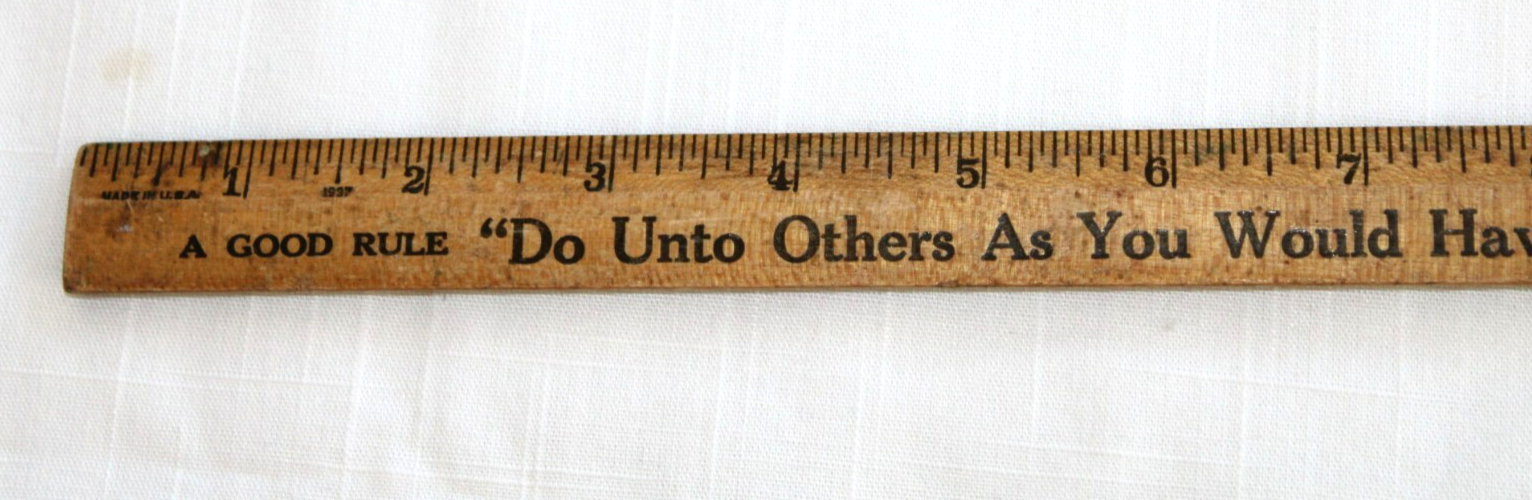 1 2 3 4 5 6 7
MADE IN U.S.A.
A GOOD RULE "Do Unto Others As You Would Hav